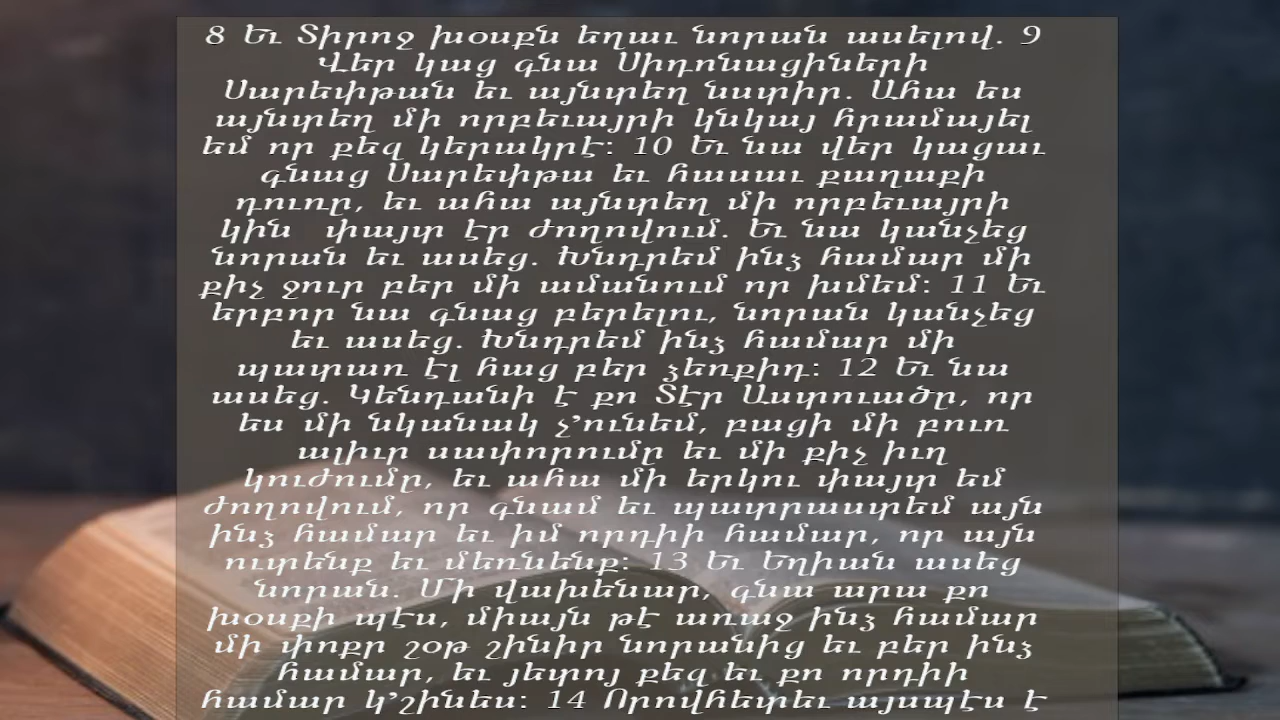 8 Եւ Տիրոջ խօսքն եղաւ նորան ասելով. 9
Վեր կաց գնա Սիդոնացիների
Սարեփթան եւ այնտեղ նստիր. Ահա ես
այնտեղ մի որբեւայրի կնկայ հրամայել
եմ որ քեզ կերակրէ: 10 Եւ նա վեր կացաւ
գնաց Սարեփթա եւ հասաւ քաղաքի
դուռը, եւ ահա այնտեղ մի որբեւայրի
կին փայտ էր ժողովում. Եւ նա կանչեց
նորան եւ ասեց. Խնդրեմ ինչ համար մի
քիչ ջուր բեր մի ամանում որ խմեմ: 11 Եւ
երբոր նա գնաց բերելու, նորան կանչեց
եւ ասեց. Խնդրեմ ինչ համար մի
պատառ էլ հաց բեր չեռքիդ: 12 Եւ նա
ասեց. Կենդանի է քո Տէր Աստուածը, որ
ես մի նկանակ չ’ունեմ, բացի մի բուռ
ալիւր սափորումը եւ մի քիչ իւղ
կուժումը, եւ ահա մի երկու փայտ եմ
ժողովում, որ գնամ եւ պատրաստեմ այն
ինչ համար եւ իմ որդիի համար, որ այն
ուտենք եւ մեռնենք: 13 Եւ Եղիան ասեց
նորան. Մի վախենար, գնա արա քո
խօսքի պէս, միայն թէ առաջ ինչ համար
մի փոքր շօթ շինիր նորանից եւ բեր ինչ
համար, եւ յետոյ քեզ եւ քո որդիի
համար կ’շինես: 14 Որովհետեւ այսպէս է